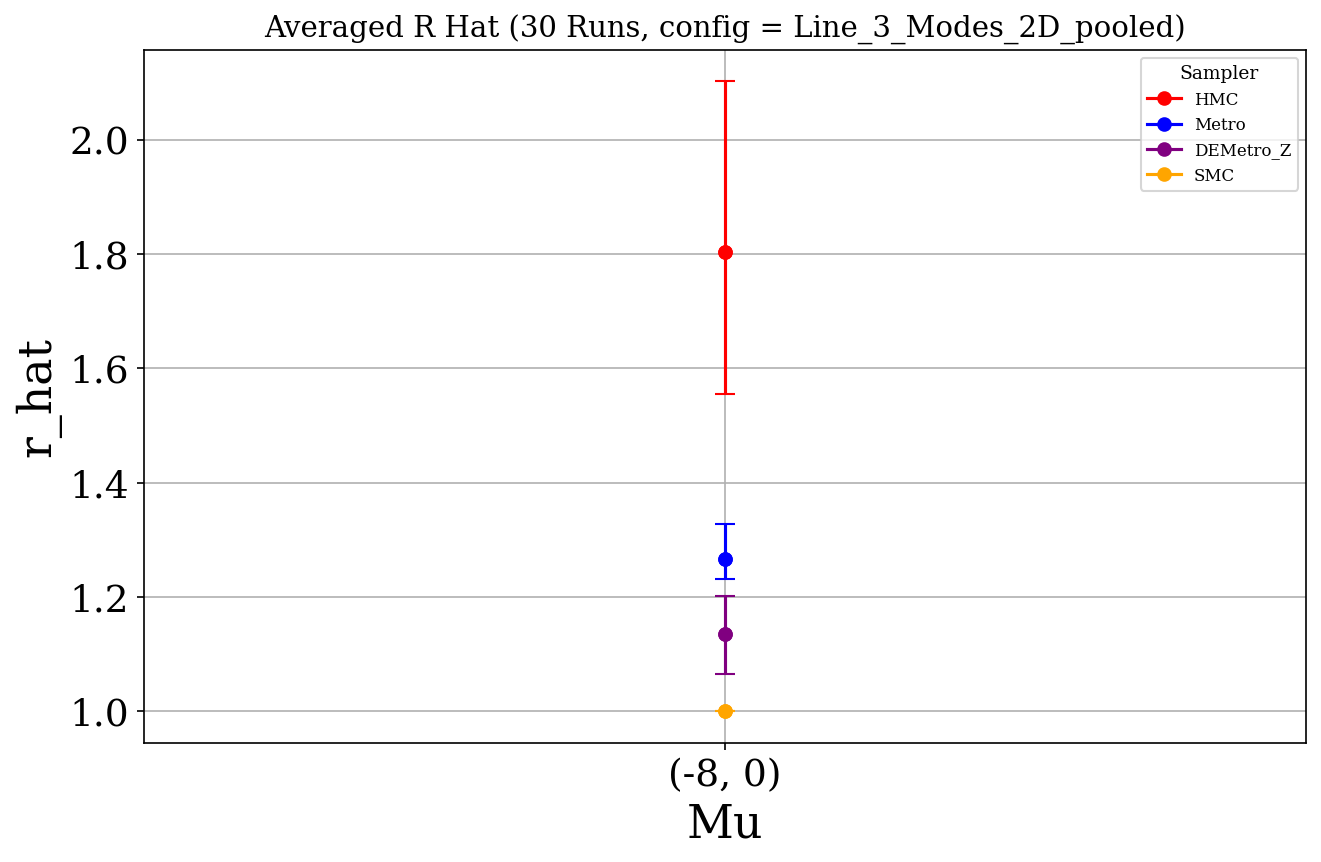 Averaged R Hat (30 Runs, config = Line_3_Modes_2D_pooled)
Sampler
HMC
Metro
DEMetro_Z
SMC
r_hat
2.0
1.8
1.6
1.4
1.2
1.0
(-8, 0)
Mu